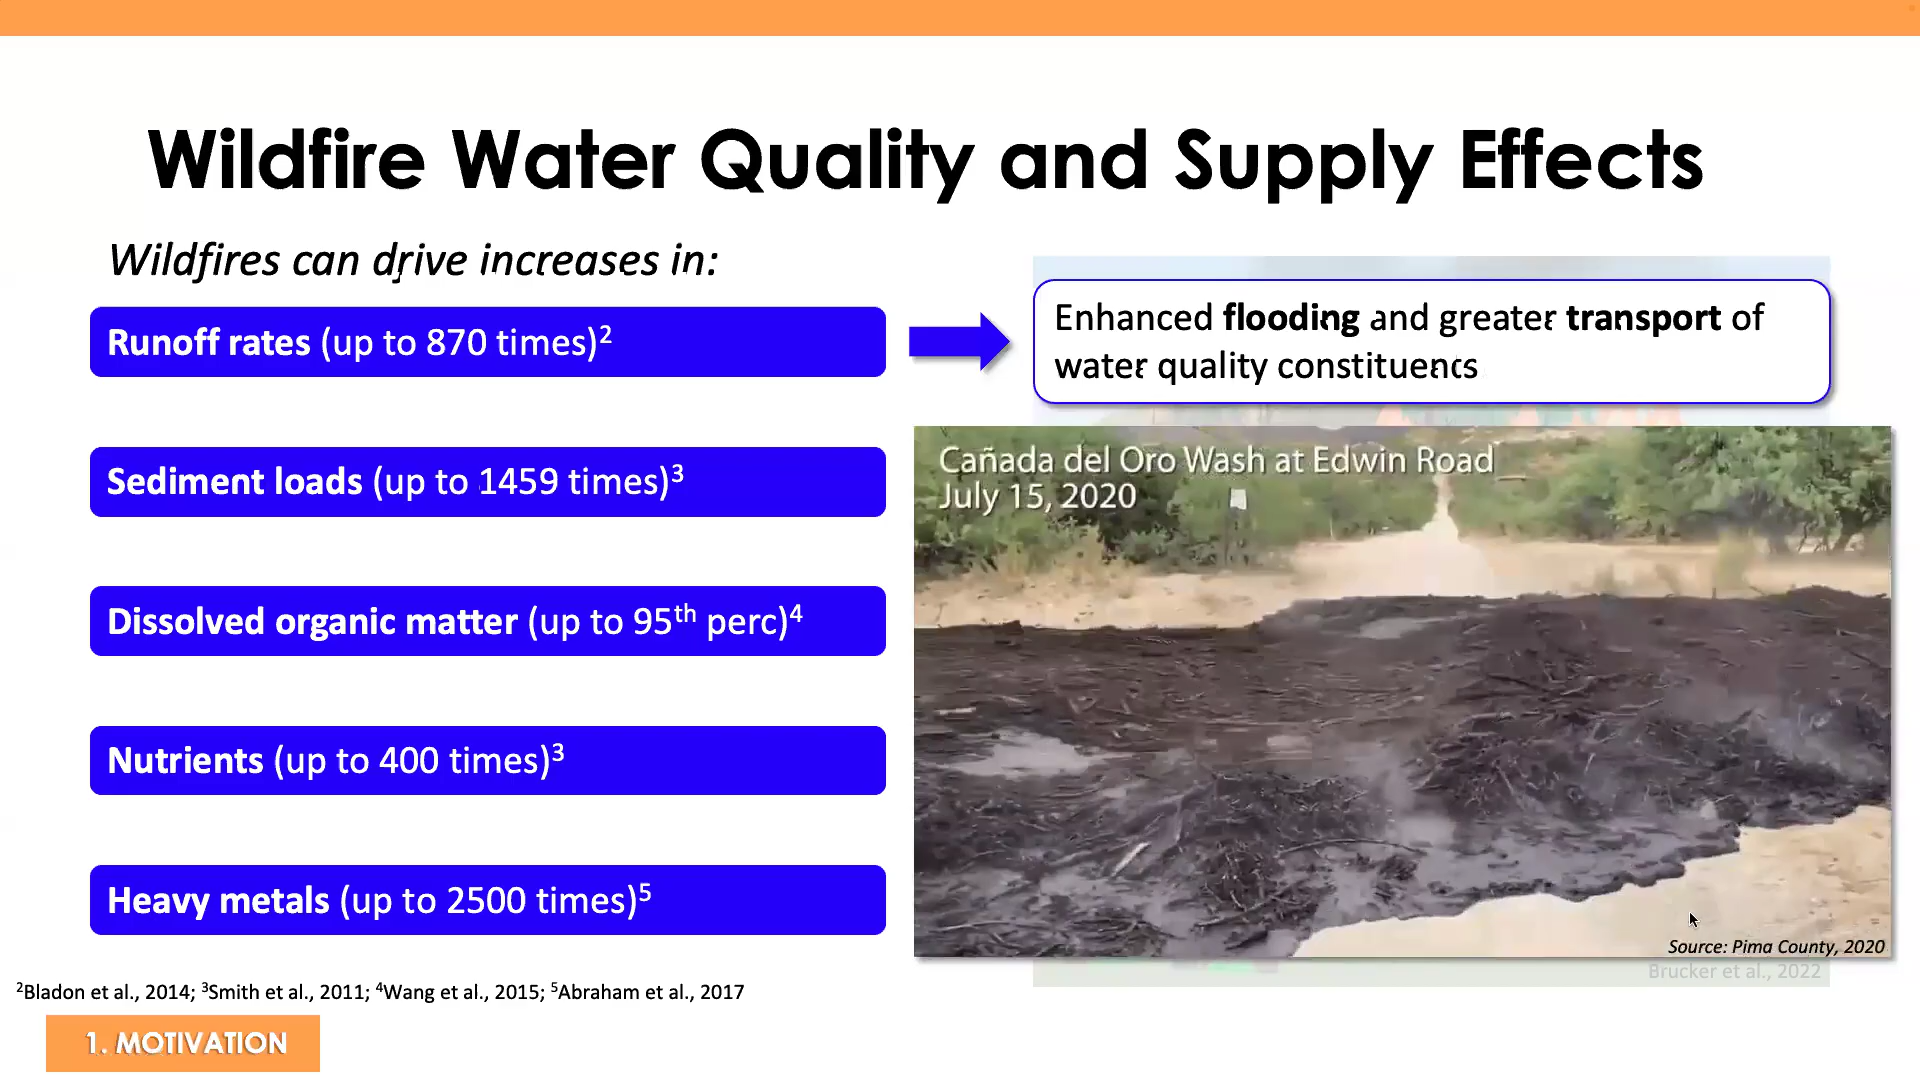 Wildfire Water Quality and Supply Effects
Wildfires can drive increases in:
Runoff rates (up to 870 times)²
Enhanced flooding and greater transport of
water quality constituents
Sediment loads (up to 1459 times)³
Dissolved organic matter (up to 95ᵗʰ perc)⁴
Nutrients (up to 400 times)³
Heavy metals (up to 2500 times)⁵
Cañada del Oro Wash at Edwin Road
July 15, 2020
Source: Pima County, 2020
Brucker et al., 2022
²Bladon et al., 2014; ³Smith et al., 2011; ⁴Wang et al., 2015; ⁵Abraham et al., 2017
1. MOTIVATION